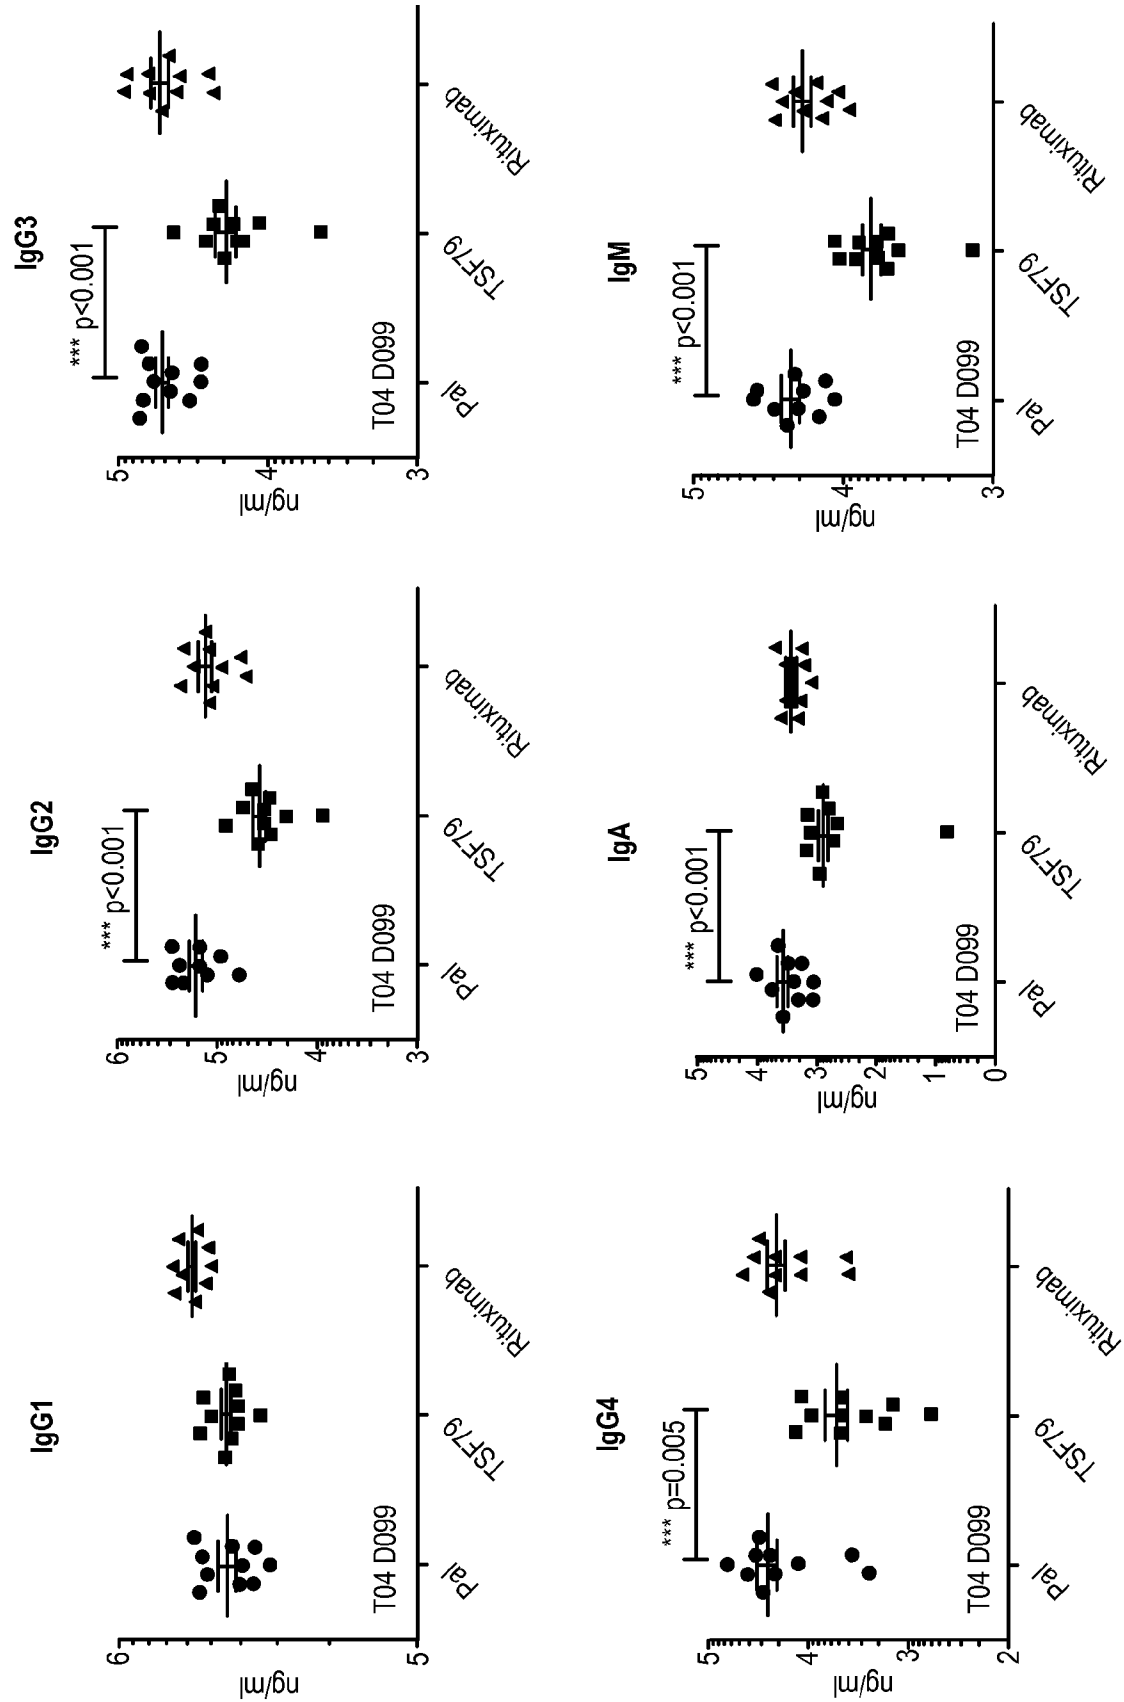 IgG1
6
5
ng/ml
T04 D099
Pal
TSF79
Rituximab
IgG2
*** p<0.001
6
5
4
3
ng/ml
T04 D099
Pal
TSF79
Rituximab
IgG3
*** p<0.001
5
4
3
ng/ml
T04 D099
Pal
TSF79
Rituximab
IgG4
*** p=0.005
5
4
3
2
ng/ml
T04 D099
Pal
TSF79
Rituximab
IgA
*** p<0.001
5
4
3
2
1
0
ng/ml
T04 D099
Pal
TSF79
Rituximab
IgM
*** p<0.001
5
4
3
ng/ml
T04 D099
Pal
TSF79
Rituximab